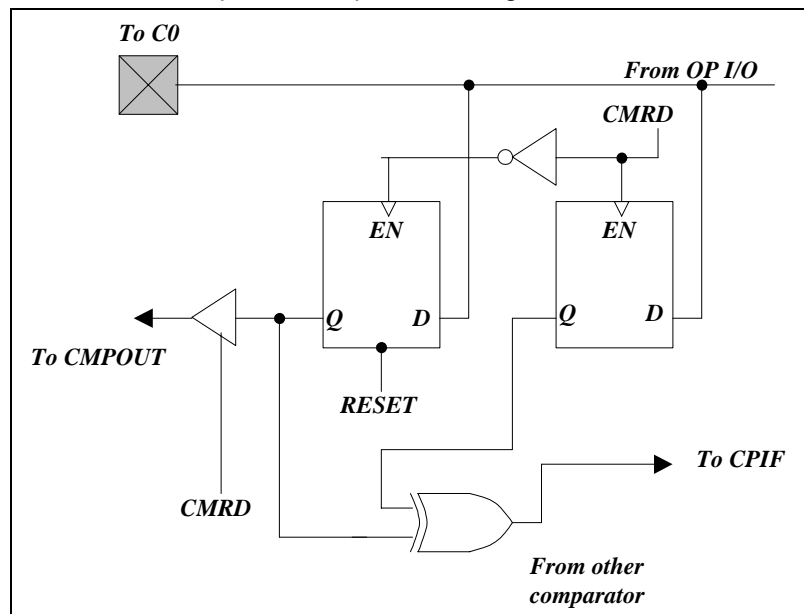 To C0
From OP I/O
CMRD
EN
EN
Q
D
Q
D
To CMPOUT
RESET
To CPIF
CMRD
From other
comparator